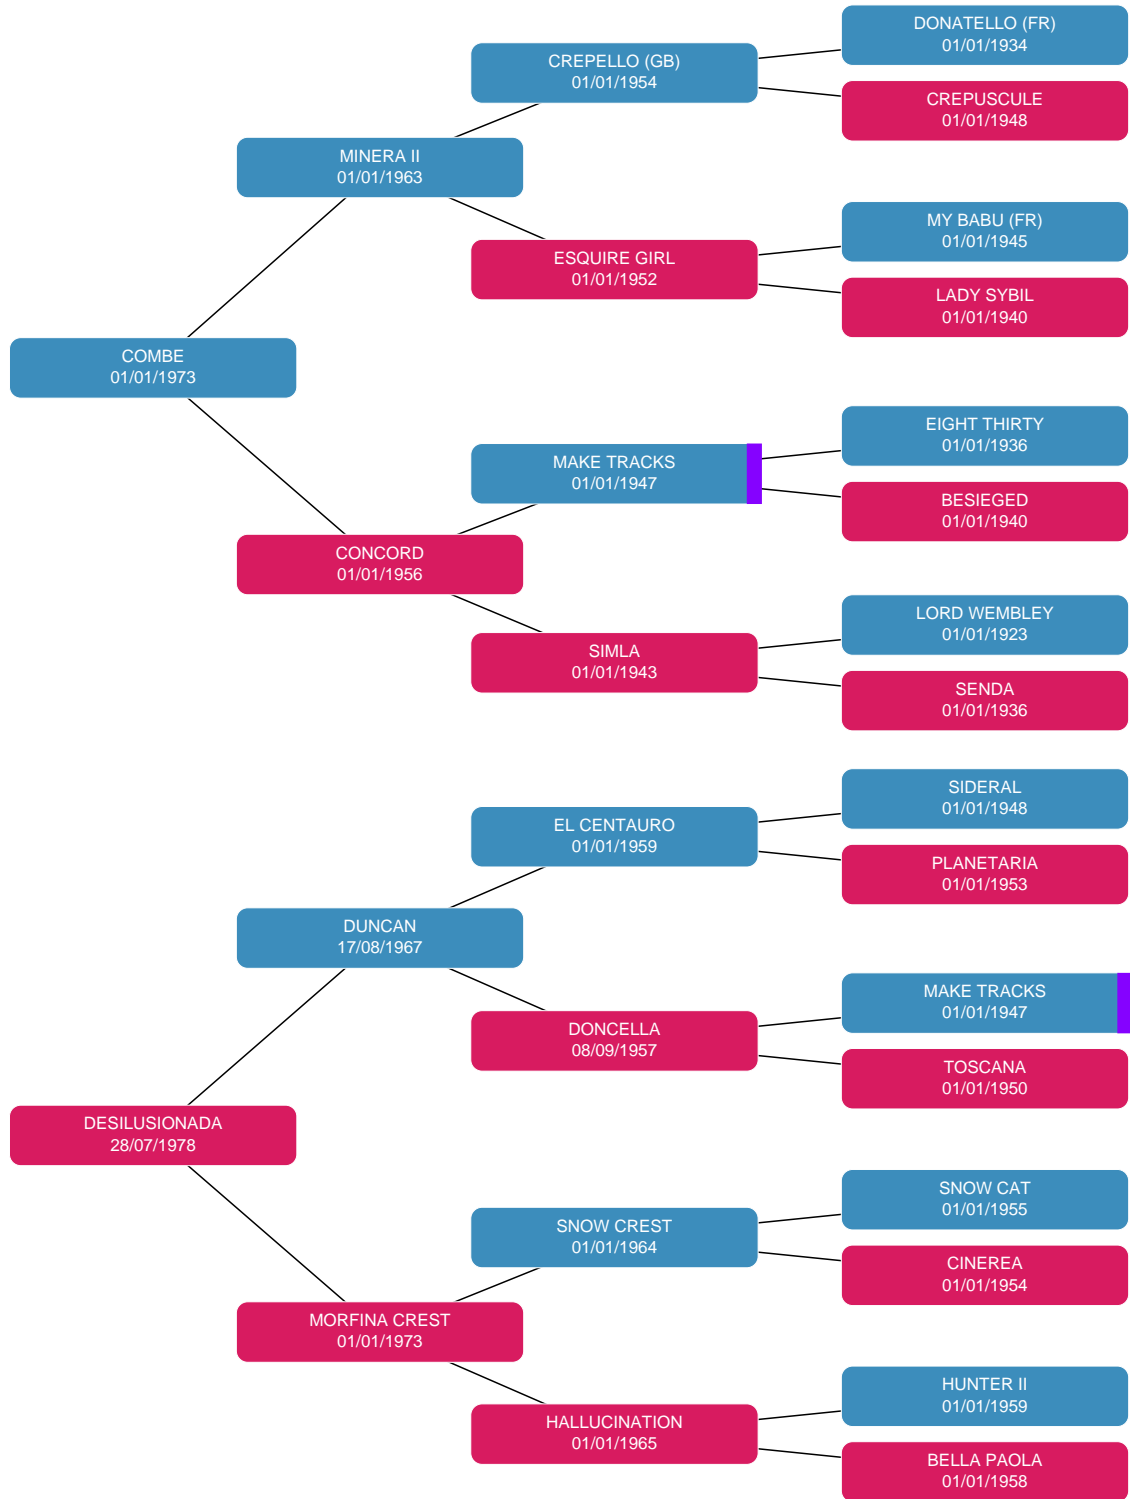 DONATELLO (FR)
01/01/1934
CREPELLO (GB)
01/01/1954
CREPUSCULE
01/01/1948
MINERA II
01/01/1963
MY BABU (FR)
01/01/1945
ESQUIRE GIRL
01/01/1952
LADY SYBIL
01/01/1940
COMBE
01/01/1973
EIGHT THIRTY
01/01/1936
MAKE TRACKS
01/01/1947
BESIEGED
01/01/1940
CONCORD
01/01/1956
LORD WEMBLEY
01/01/1923
SIMLA
01/01/1943
SENDA
01/01/1936
SIDERAL
01/01/1948
EL CENTAURO
01/01/1959
PLANETARIA
01/01/1953
DUNCAN
17/08/1967
MAKE TRACKS
01/01/1947
DONCELLA
08/09/1957
TOSCANA
01/01/1950
DESILUSIONADA
28/07/1978
SNOW CAT
01/01/1955
SNOW CREST
01/01/1964
CINEREA
01/01/1954
MORFINA CREST
01/01/1973
HUNTER II
01/01/1959
HALLUCINATION
01/01/1965
BELLA PAOLA
01/01/1958